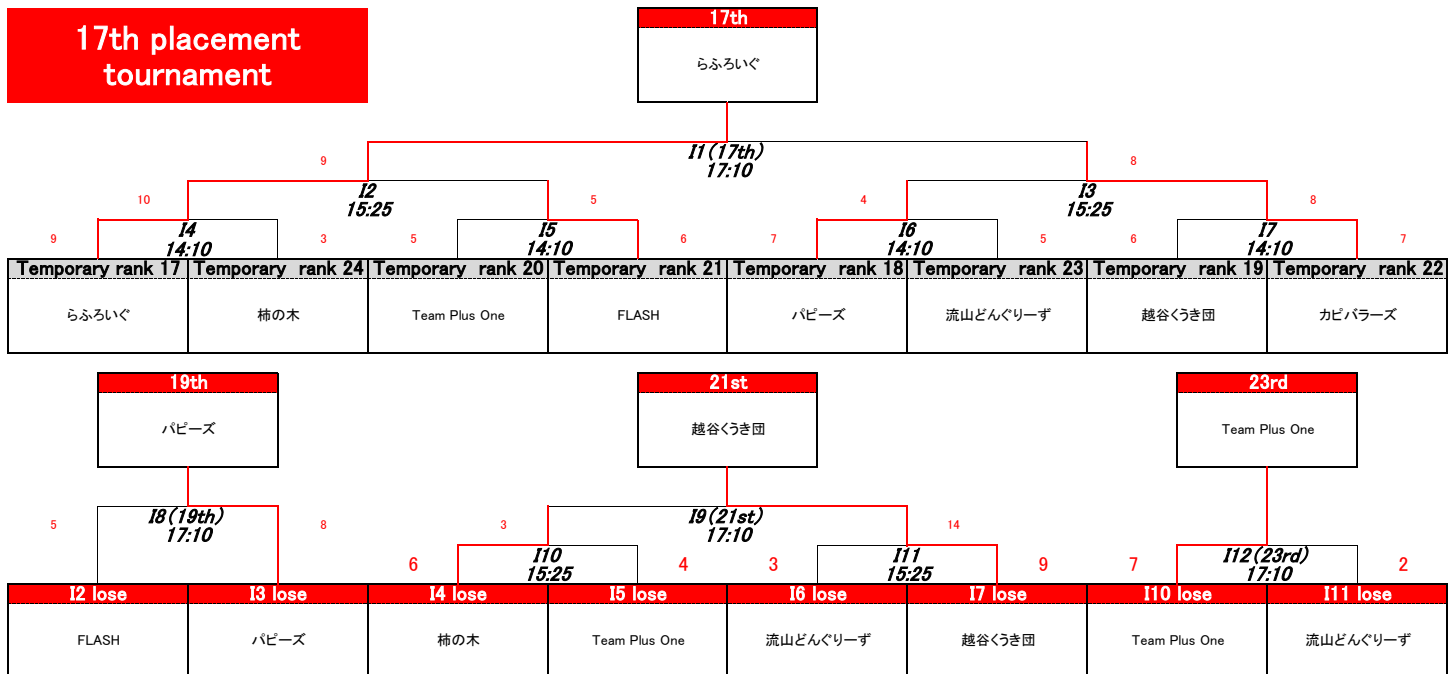 17th placement
tournament
17th
らふろいぐ
I1(17th)
17:10
9
8
I2
15:25
I3
15:25
10
5
4
8
I4
14:10
I5
14:10
I6
14:10
I7
14:10
9
3
5
6
7
5
6
7
Temporary rank 17
Temporary rank 24
Temporary rank 20
Temporary rank 21
Temporary rank 18
Temporary rank 23
Temporary rank 19
Temporary rank 22
らふろいぐ
柿の木
Team Plus One
FLASH
パピーズ
流山どんぐりーず
越谷くうき団
カピバラーズ
19th
21st
23rd
パピーズ
越谷くうき団
Team Plus One
I8(19th)
17:10
5
8
I9(21st)
17:10
3
14
I10
15:25
6
4
I11
15:25
3
9
I12(23rd)
17:10
7
2
I2 lose
I3 lose
I4 lose
I5 lose
I6 lose
I7 lose
I10 lose
I11 lose
FLASH
パピーズ
柿の木
Team Plus One
流山どんぐりーず
越谷くうき団
Team Plus One
流山どんぐりーず